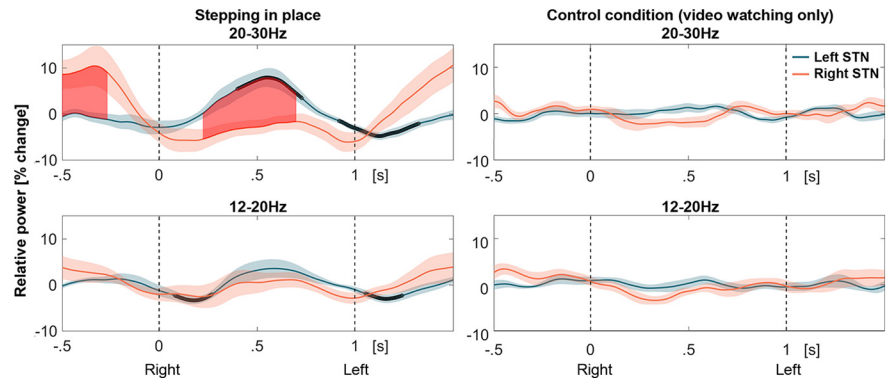 Stepping in place
20-30Hz
Control condition (video watching only)
20-30Hz
Left STN
Right STN
Relative power [% change]
10
0
-10
-.5 0 .5 1 [s]
10
0
-10
-.5 0 .5 1 [s]
12-20Hz
12-20Hz
10
0
-10
-0.5 0 .5 1 [s]
Right Left
10
0
-10
-0.5 0 .5 1 [s]
Right Left